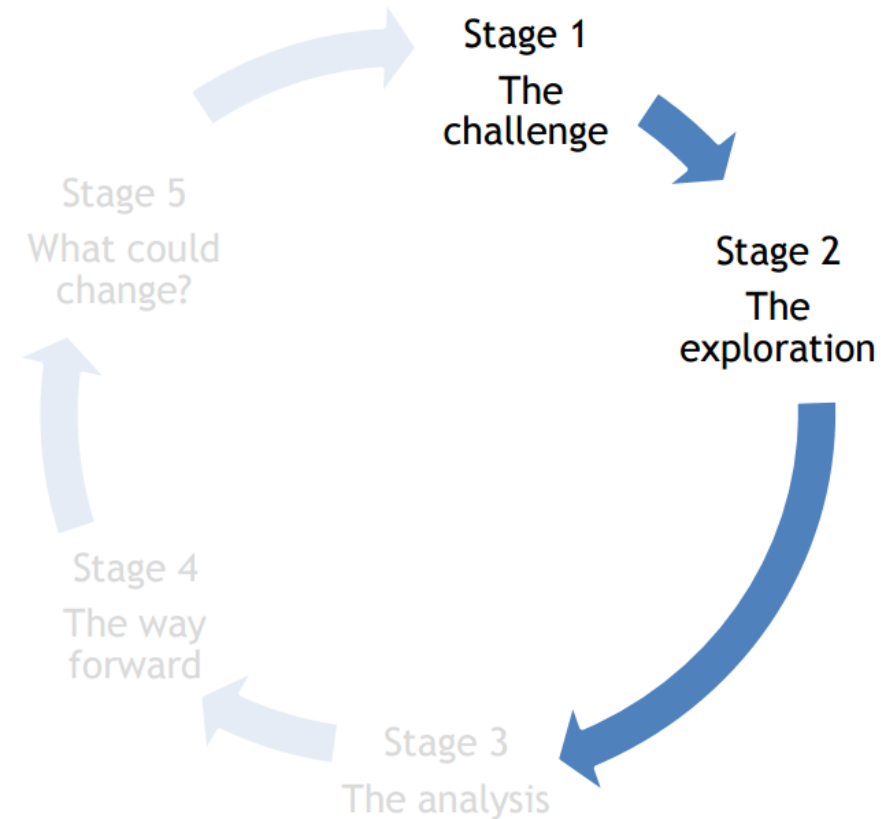 Stage 1
The
challenge
Stage 2
The
exploration
Stage 3
The analysis
Stage 4
The way
forward
Stage 5
What could
change?